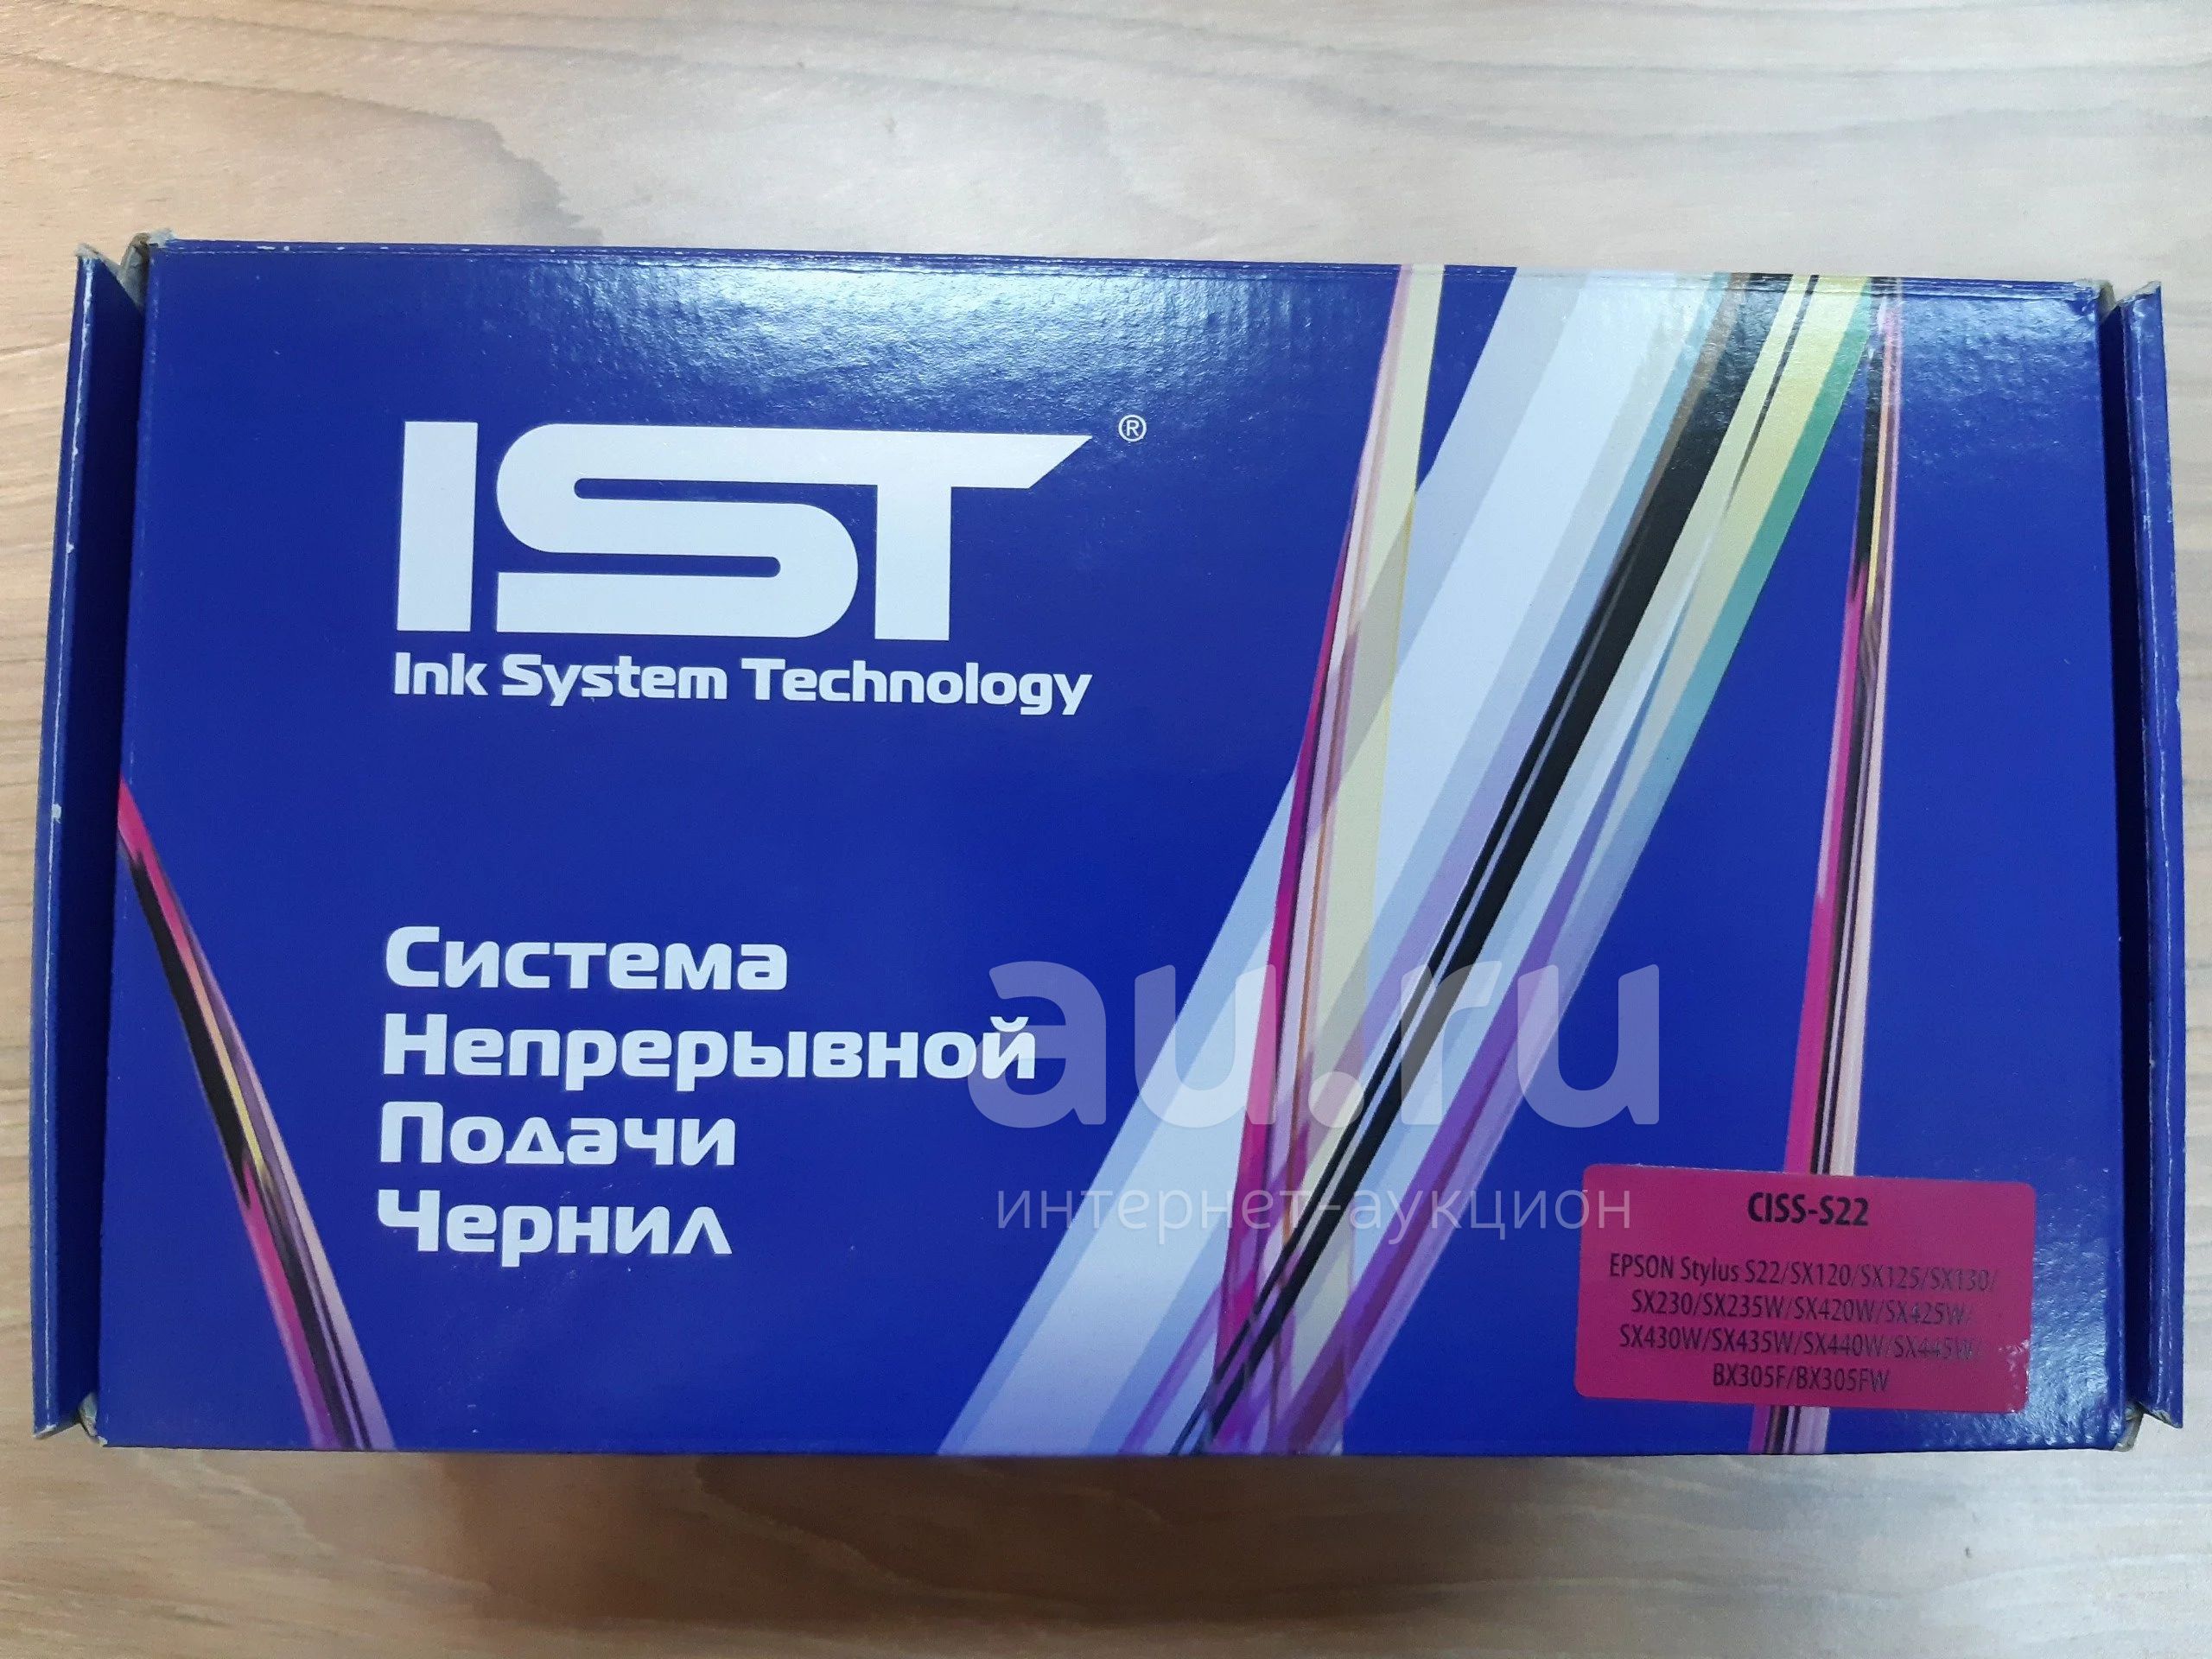 IST®
Ink System Technology
Система
Непрерывной
Подачи
Чернил
au.ru
интернет-аукцион
CISS-S22
EPSON Stylus S22/SX120/SX125/SX130/
SX230/SX235W/SX420W/SX425W/
SX430W/SX435W/SX440W/SX445W/
BX305F/BX305FW